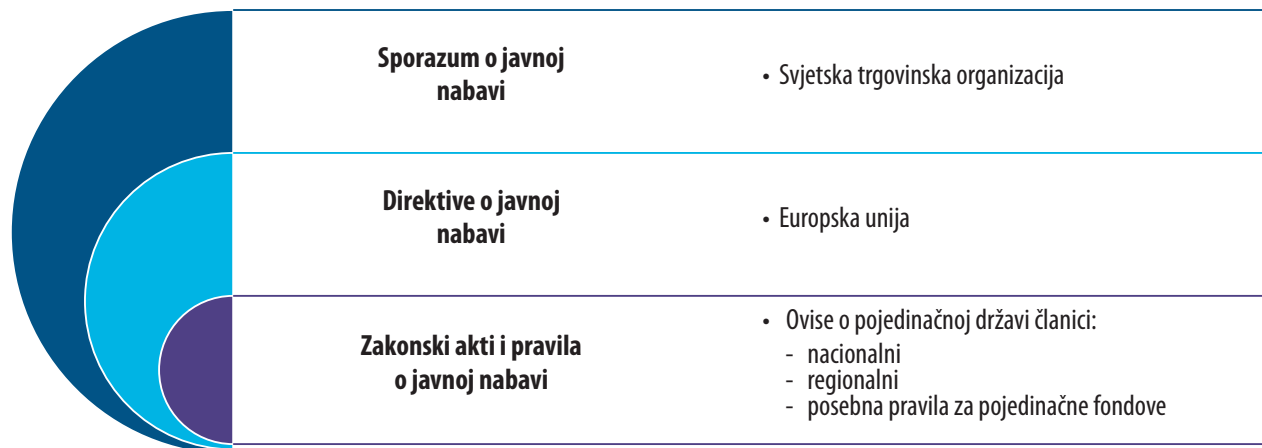 Sporazum o javnoj
nabavi
• Svjetska trgovinska organizacija
Direktive o javnoj
nabavi
• Europska unija
Zakonski akti i pravila
o javnoj nabavi
• Ovise o pojedinačnoj državi članici:
- nacionalni
- regionalni
- posebna pravila za pojedinačne fondove